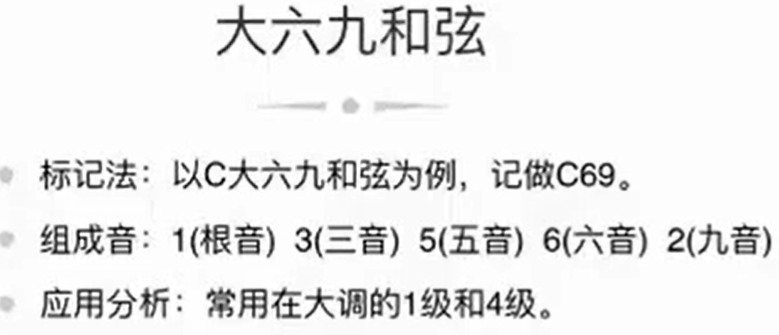 大六九和弦
标记法：以C大六九和弦为例，记做C69。
组成音：1(根音) 3(三音) 5(五音) 6(六音) 2(九音)
应用分析：常用在大调的1级和4级。